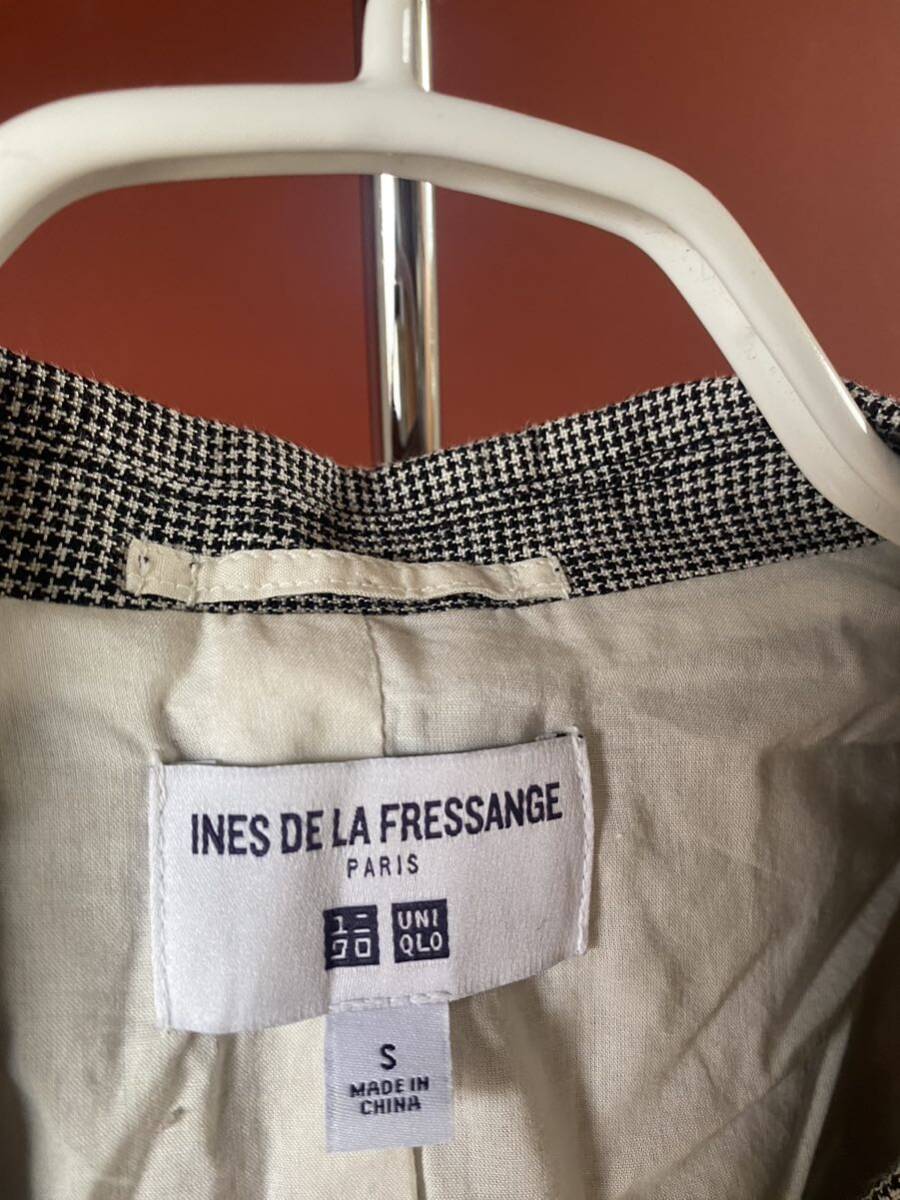 INES DE LA FRESSANGE
PARIS
ユニ
クロ
UNI
QLO
S
MADE IN
CHINA